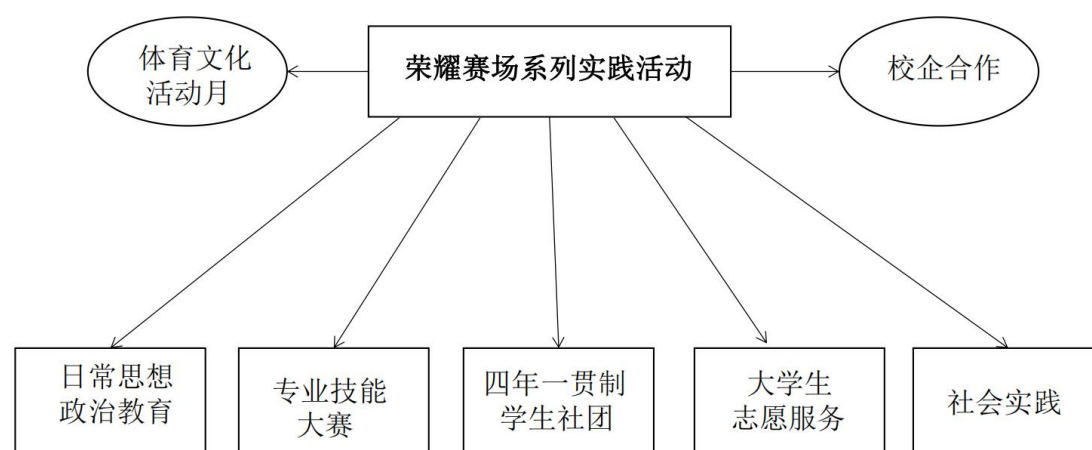 体育文化
活动月
荣耀赛场系列实践活动
校企合作
日常思想
政治教育
专业技能
大赛
四年一贯制
学生社团
大学生
志愿服务
社会实践